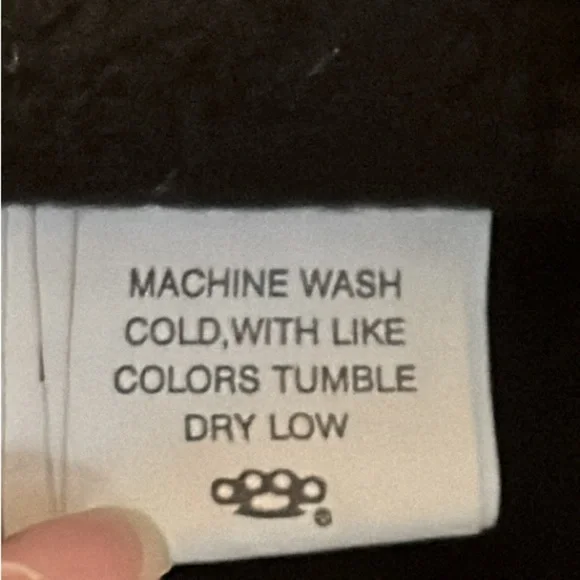 MACHINE WASH
COLD,WITH LIKE
COLORS TUMBLE
DRY LOW
®